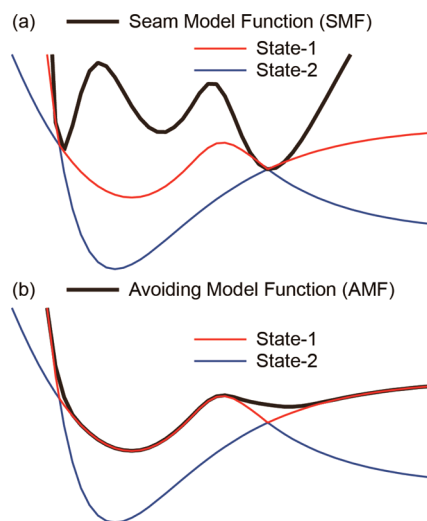 (a) Seam Model Function (SMF)
State-1
State-2
(b) Avoiding Model Function (AMF)
State-1
State-2